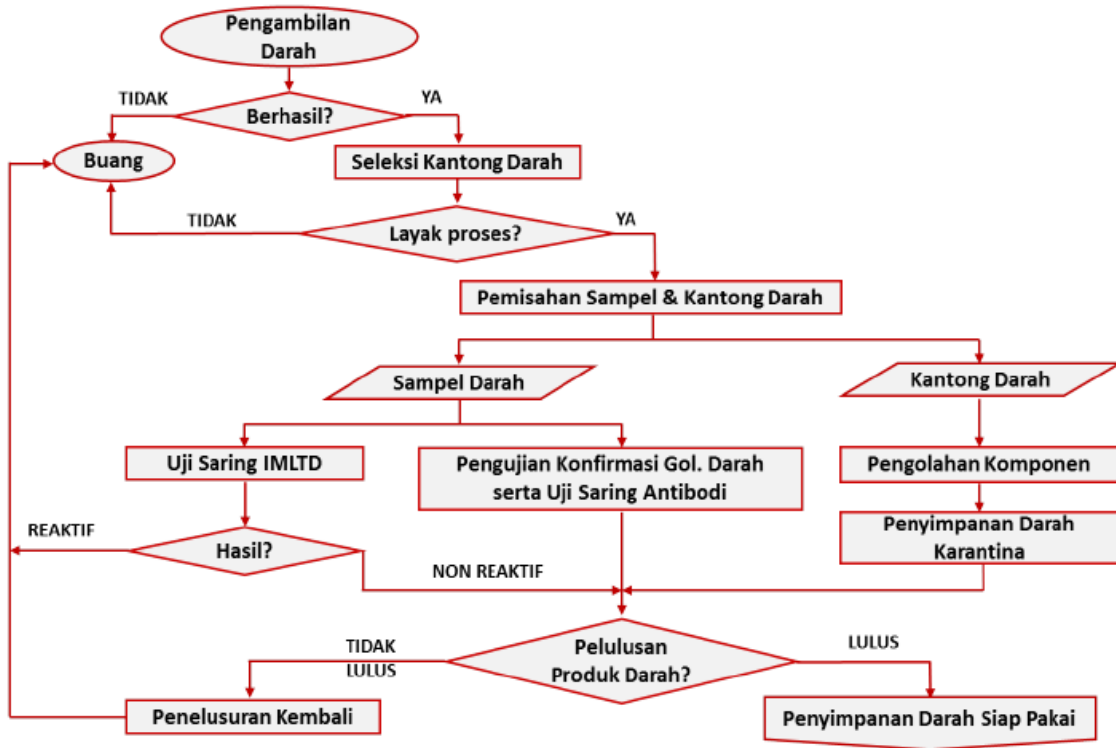 Pengambilan
Darah
TIDAK
YA
Berhasil?
Buang
Seleksi Kantong Darah
TIDAK
YA
Layak proses?
Pemisahan Sampel & Kantong Darah
Sampel Darah
Kantong Darah
Uji Saring IMLTD
Pengujian Konfirmasi Gol. Darah
serta Uji Saring Antibodi
Pengolahan Komponen
REAKTIF
Hasil?
Penyimpanan Darah
Karantina
NON REAKTIF
TIDAK
LULUS
Pelulusan
Produk Darah?
LULUS
Penelusuran Kembali
Penyimpanan Darah Siap Pakai